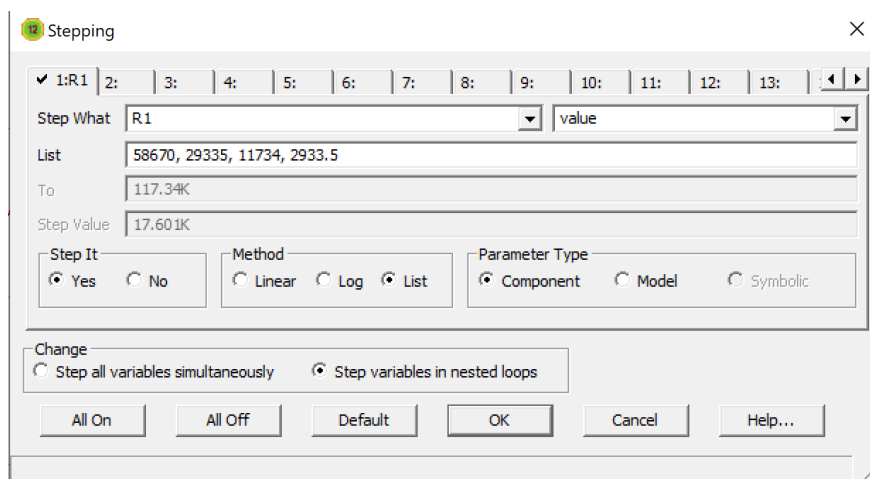 12 Stepping
1:R1 2: 3: 4: 5: 6: 7: 8: 9: 10: 11: 12: 13:
Step What R1 value
List 58670, 29335, 11734, 2933.5
To 117.34K
Step Value 17.601K
Step It Method Parameter Type
Yes No Linear Log List Component Model Symbolic
Change
Step all variables simultaneously Step variables in nested loops
All On All Off Default OK Cancel Help...